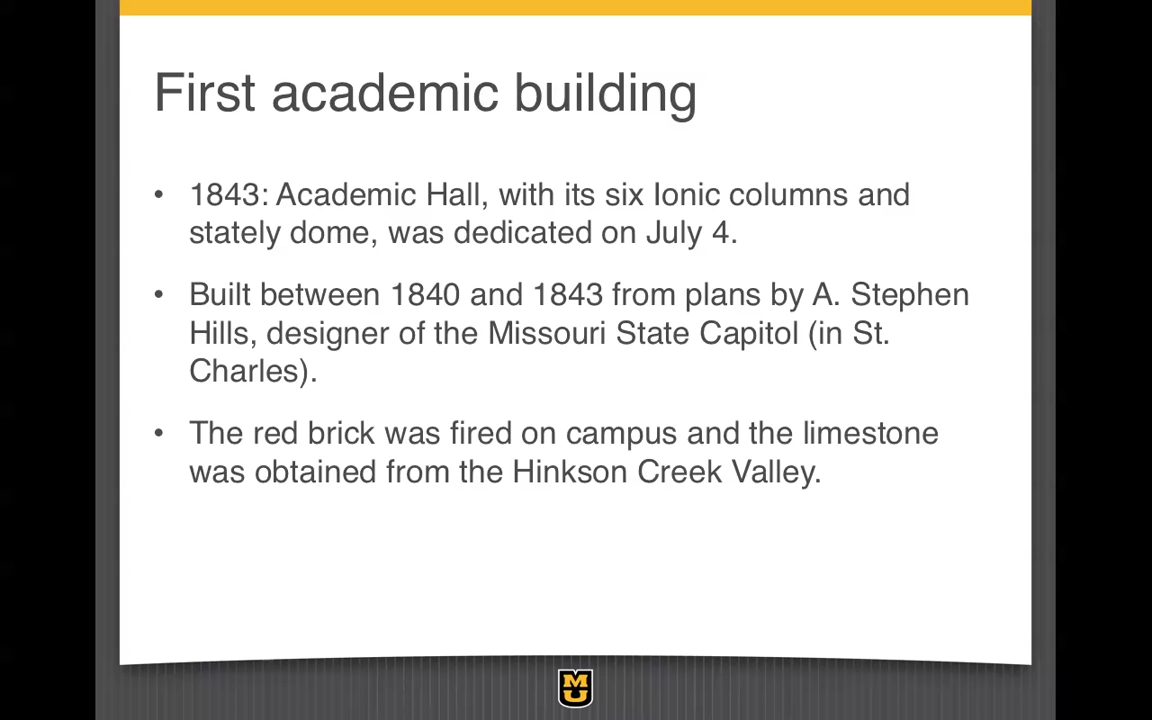 First academic building
• 1843: Academic Hall, with its six Ionic columns and
stately dome, was dedicated on July 4.
• Built between 1840 and 1843 from plans by A. Stephen
Hills, designer of the Missouri State Capitol (in St.
Charles).
• The red brick was fired on campus and the limestone
was obtained from the Hinkson Creek Valley.
MU